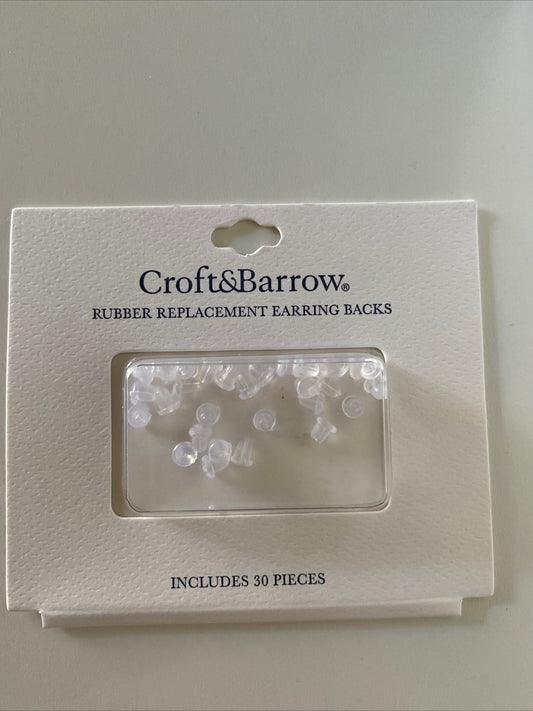 Croft&Barrow®
RUBBER REPLACEMENT EARRING BACKS
INCLUDES 30 PIECES